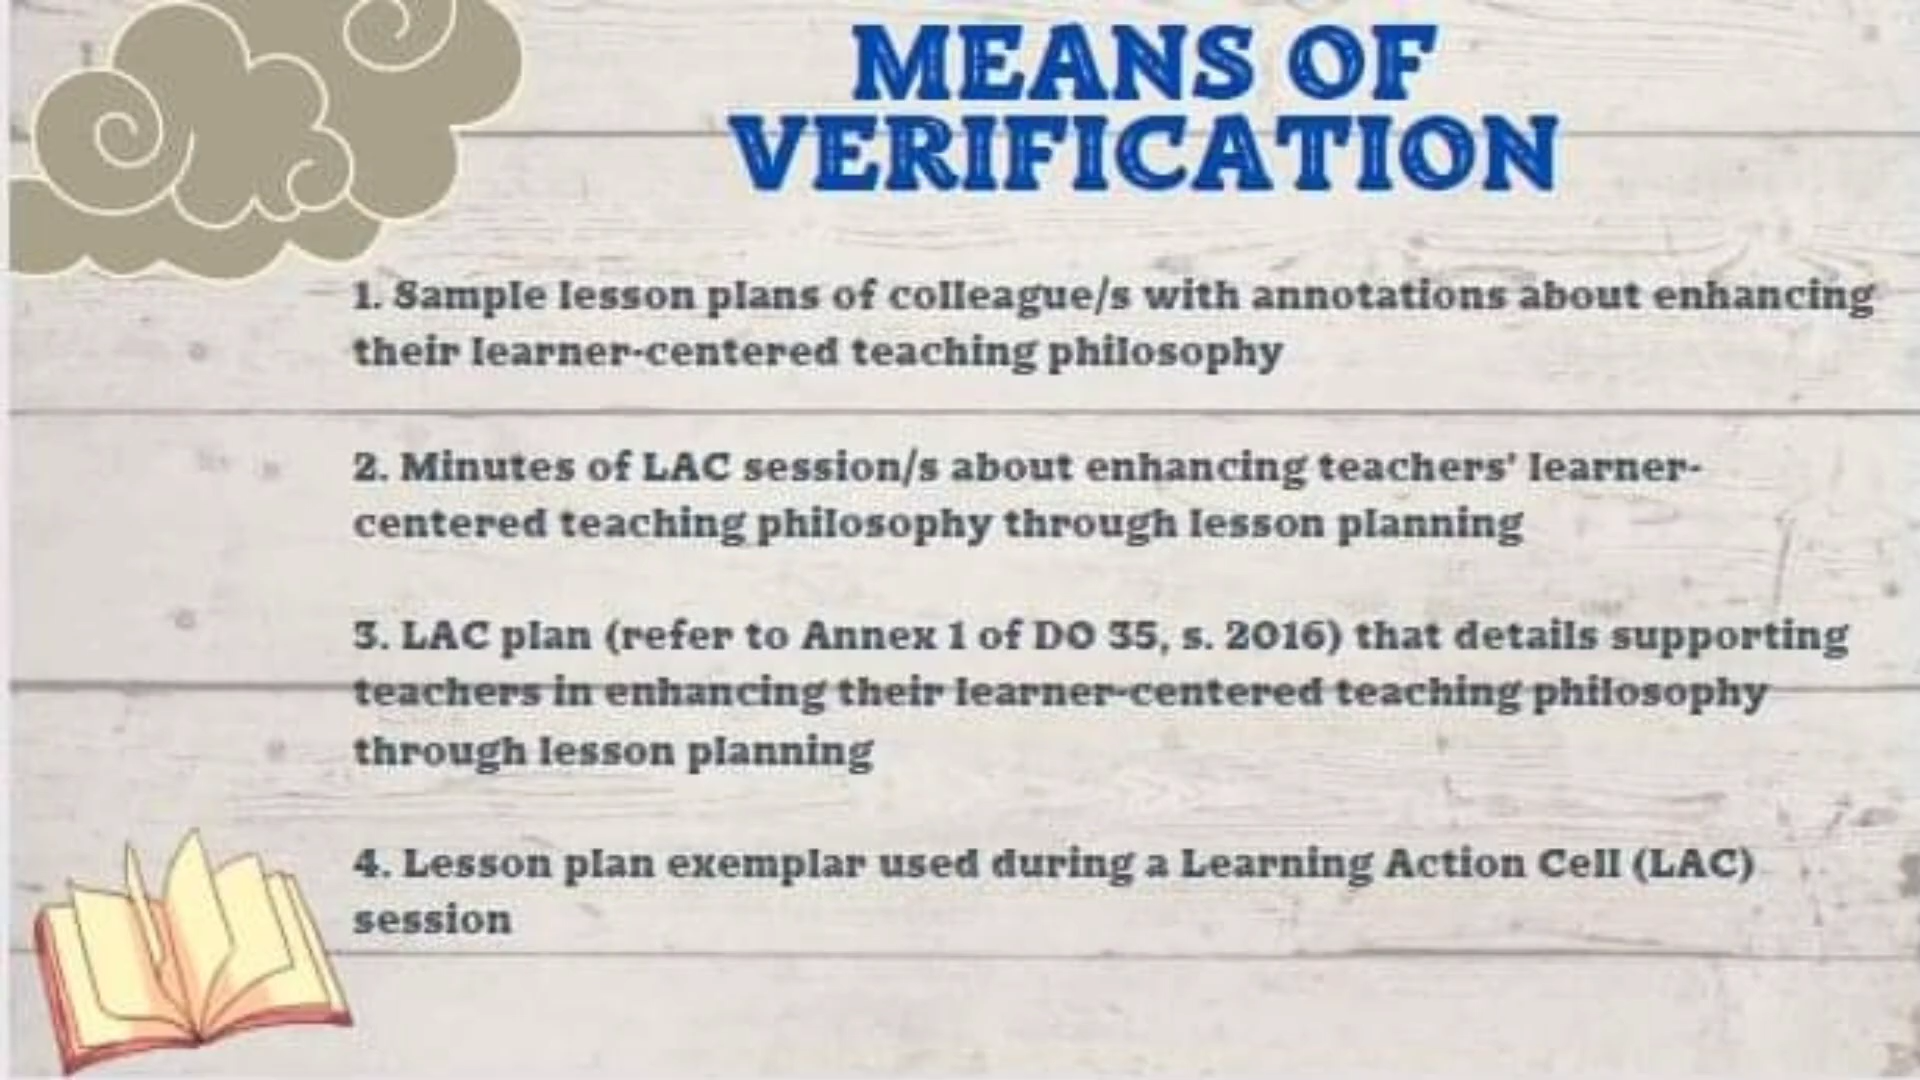 MEANS OF
VERIFICATION
1. Sample lesson plans of colleague/s with annotations about enhancing
their learner-centered teaching philosophy
2. Minutes of LAC session/s about enhancing teachers' learner-
centered teaching philosophy through lesson planning
3. LAC plan (refer to Annex 1 of DO 35, s. 2016) that details supporting
teachers in enhancing their learner-centered teaching philosophy
through lesson planning
4. Lesson plan exemplar used during a Learning Action Cell (LAC)
session